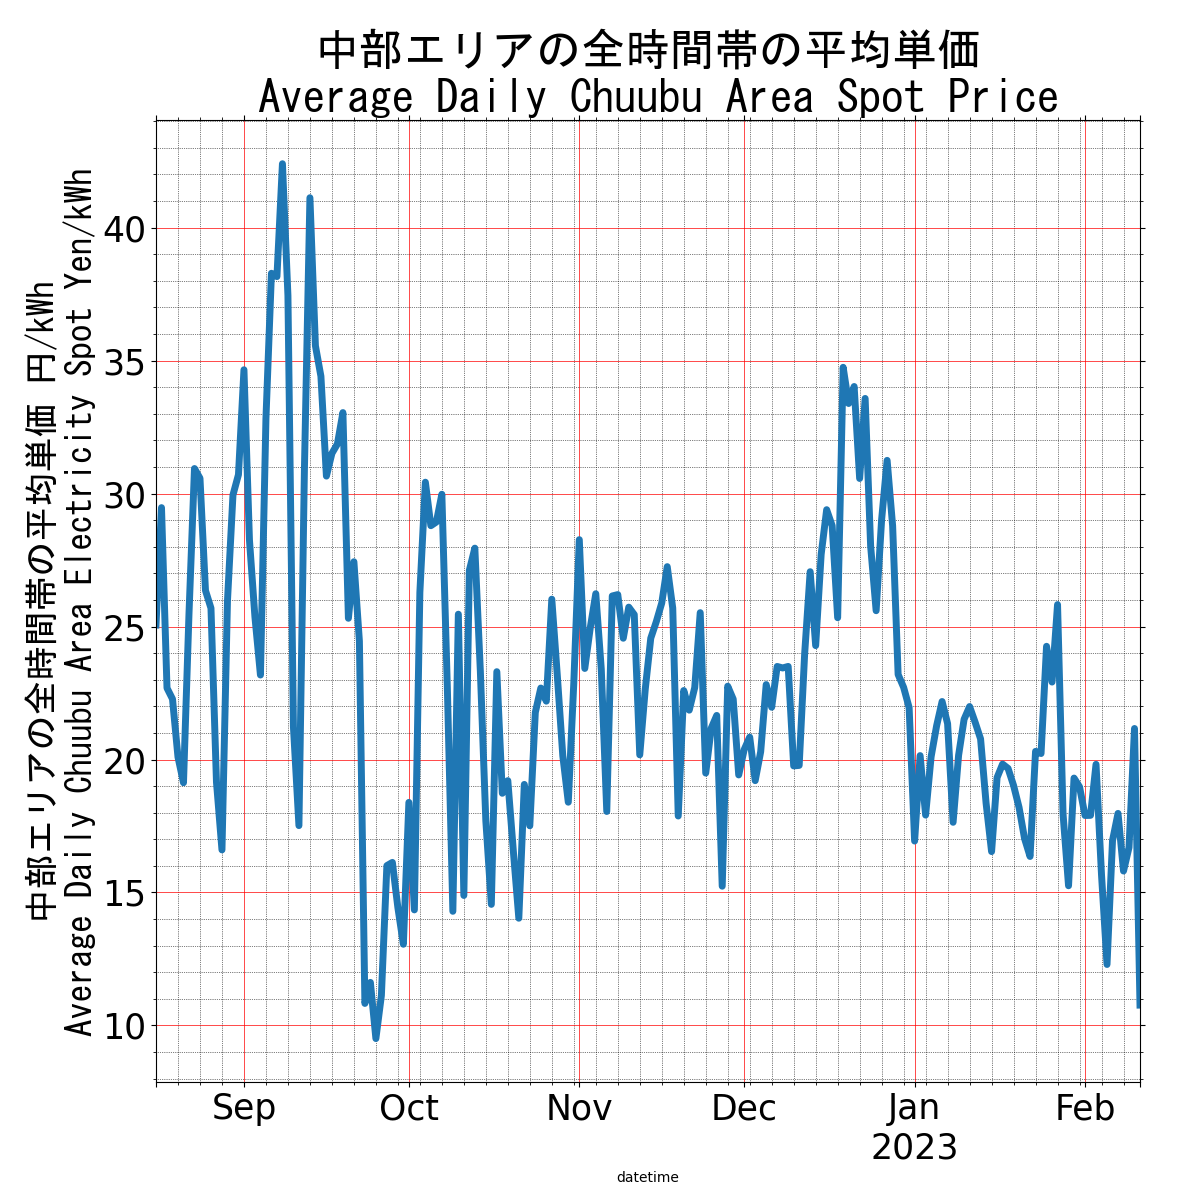 中部エリアの全時間帯の平均単価
Average Daily Chuubu Area Spot Price
中部エリアの全時間帯の平均単価 円/kWh
Average Daily Chuubu Area Electricity Spot Yen/kWh
40
35
30
25
20
15
10
Sep Oct Nov Dec Jan Feb
2023
datetime